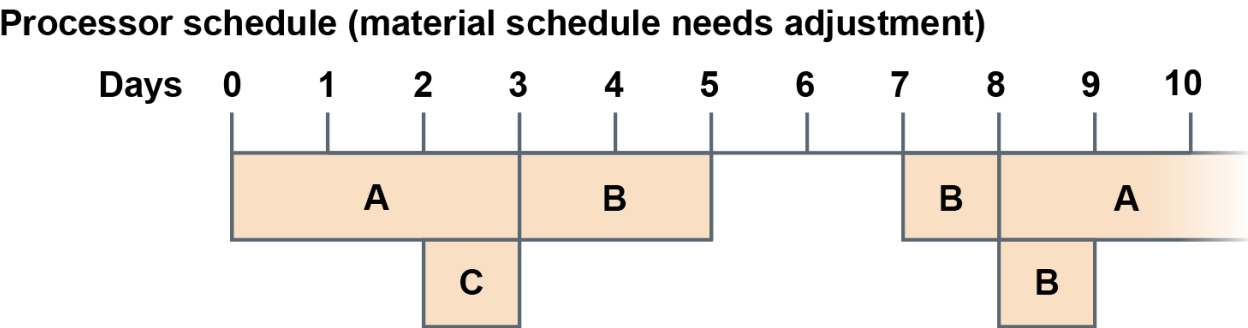 Processor schedule (material schedule needs adjustment)
Days 0 1 2 3 4 5 6 7 8 9 10
A B B A
C B